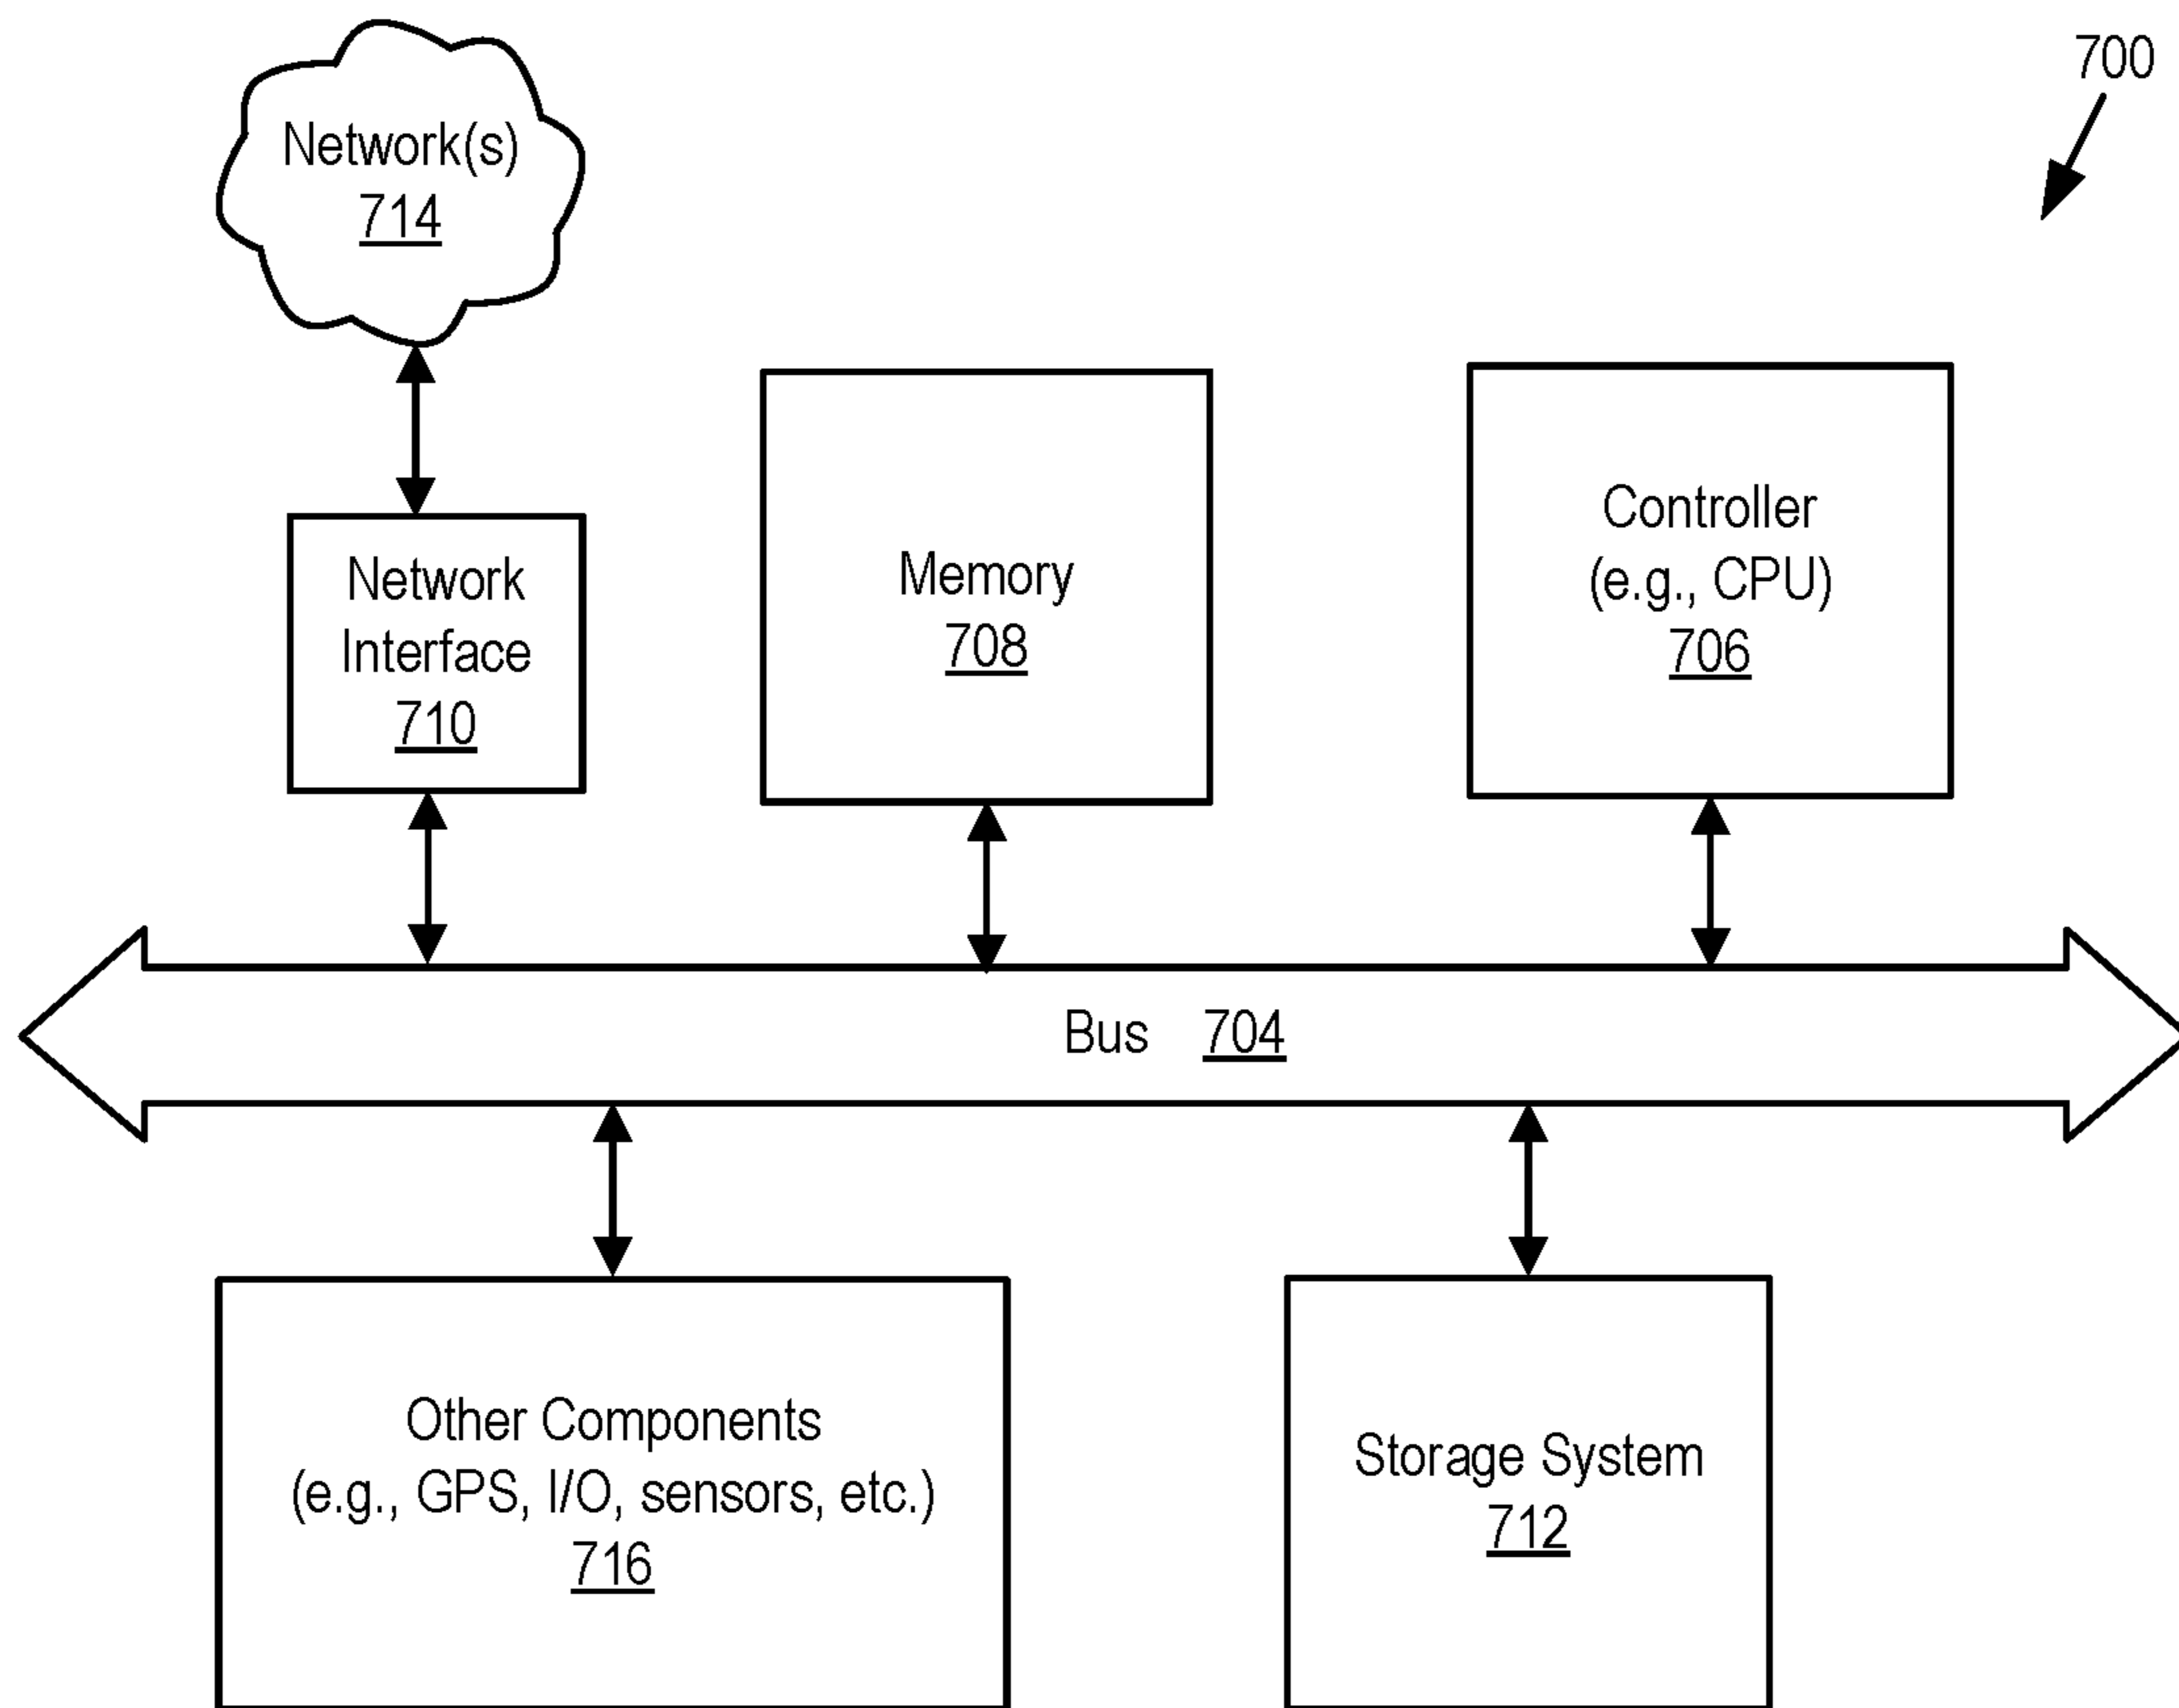 700
Network(s)
714
Network
Interface
710
Memory
708
Controller
(e.g., CPU)
706
Bus 704
Other Components
(e.g., GPS, I/O, sensors, etc.)
716
Storage System
712